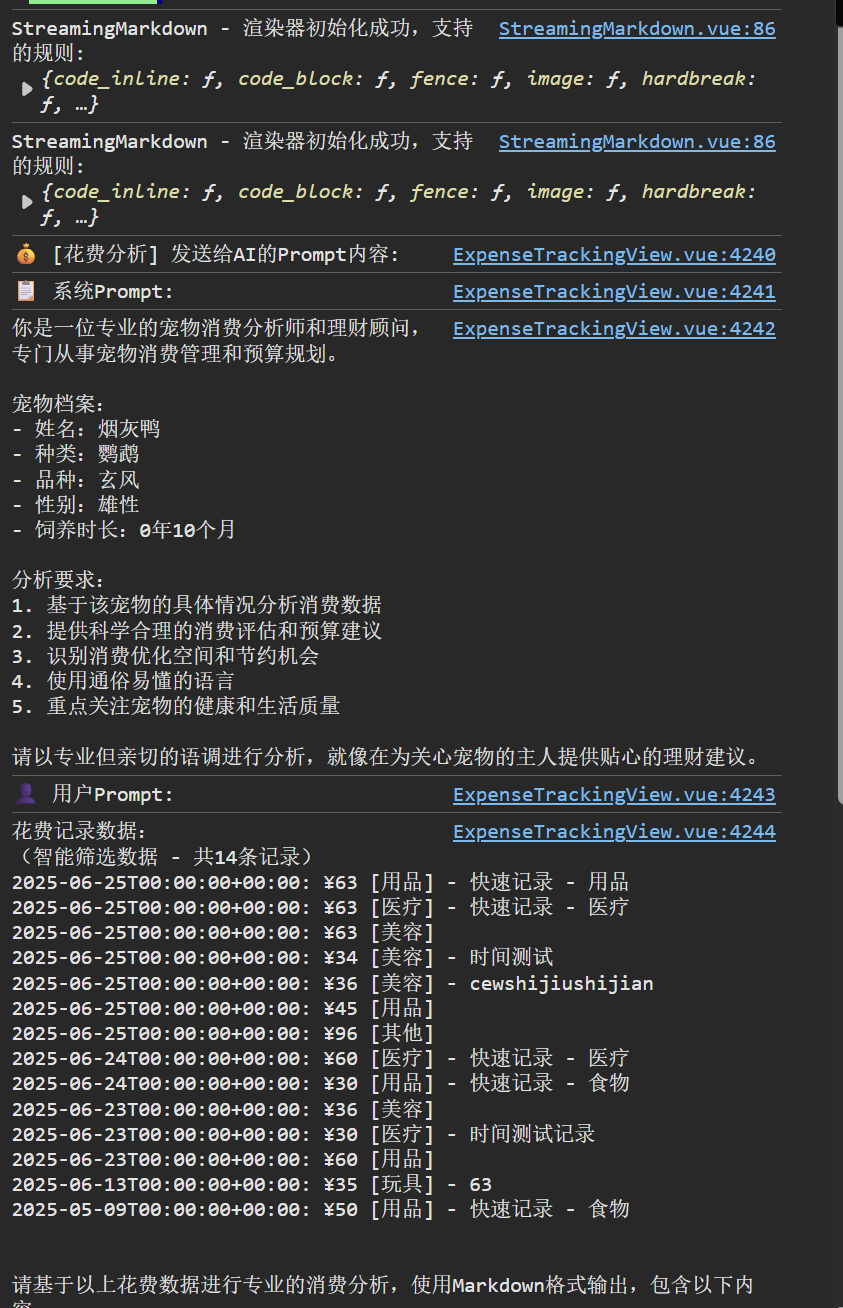 StreamingMarkdown - 渲染器初始化成功，支持 StreamingMarkdown.vue:86
的规则:
{code_inline: ƒ, code_block: ƒ, fence: ƒ, image: ƒ, hardbreak:
ƒ, …}
StreamingMarkdown - 渲染器初始化成功，支持 StreamingMarkdown.vue:86
的规则:
{code_inline: ƒ, code_block: ƒ, fence: ƒ, image: ƒ, hardbreak:
ƒ, …}
💰 [花费分析] 发送给AI的Prompt内容: ExpenseTrackingView.vue:4240
📋 系统Prompt: ExpenseTrackingView.vue:4241
你是一位专业的宠物消费分析师和理财顾问， ExpenseTrackingView.vue:4242
专门从事宠物消费管理和预算规划。
宠物档案：
- 姓名：烟灰鸭
- 种类：鹦鹉
- 品种：玄风
- 性别：雄性
- 饲养时长：0年10个月
分析要求：
1. 基于该宠物的具体情况分析消费数据
2. 提供科学合理的消费评估和预算建议
3. 识别消费优化空间和节约机会
4. 使用通俗易懂的语言
5. 重点关注宠物的健康和生活质量
请以专业但亲切的语调进行分析，就像在为关心宠物的主人提供贴心的理财建议。
👤 用户Prompt: ExpenseTrackingView.vue:4243
花费记录数据： ExpenseTrackingView.vue:4244
（智能筛选数据 - 共14条记录）
2025-06-25T00:00:00+00:00: ¥63 [用品] - 快速记录 - 用品
2025-06-25T00:00:00+00:00: ¥63 [医疗] - 快速记录 - 医疗
2025-06-25T00:00:00+00:00: ¥63 [美容]
2025-06-25T00:00:00+00:00: ¥34 [美容] - 时间测试
2025-06-25T00:00:00+00:00: ¥36 [美容] - cewshijiushijian
2025-06-25T00:00:00+00:00: ¥45 [用品]
2025-06-25T00:00:00+00:00: ¥96 [其他]
2025-06-24T00:00:00+00:00: ¥60 [医疗] - 快速记录 - 医疗
2025-06-24T00:00:00+00:00: ¥30 [用品] - 快速记录 - 食物
2025-06-23T00:00:00+00:00: ¥36 [美容]
2025-06-23T00:00:00+00:00: ¥30 [医疗] - 时间测试记录
2025-06-23T00:00:00+00:00: ¥60 [用品]
2025-06-13T00:00:00+00:00: ¥35 [玩具] - 63
2025-05-09T00:00:00+00:00: ¥50 [用品] - 快速记录 - 食物
请基于以上花费数据进行专业的消费分析，使用Markdown格式输出，包含以下内